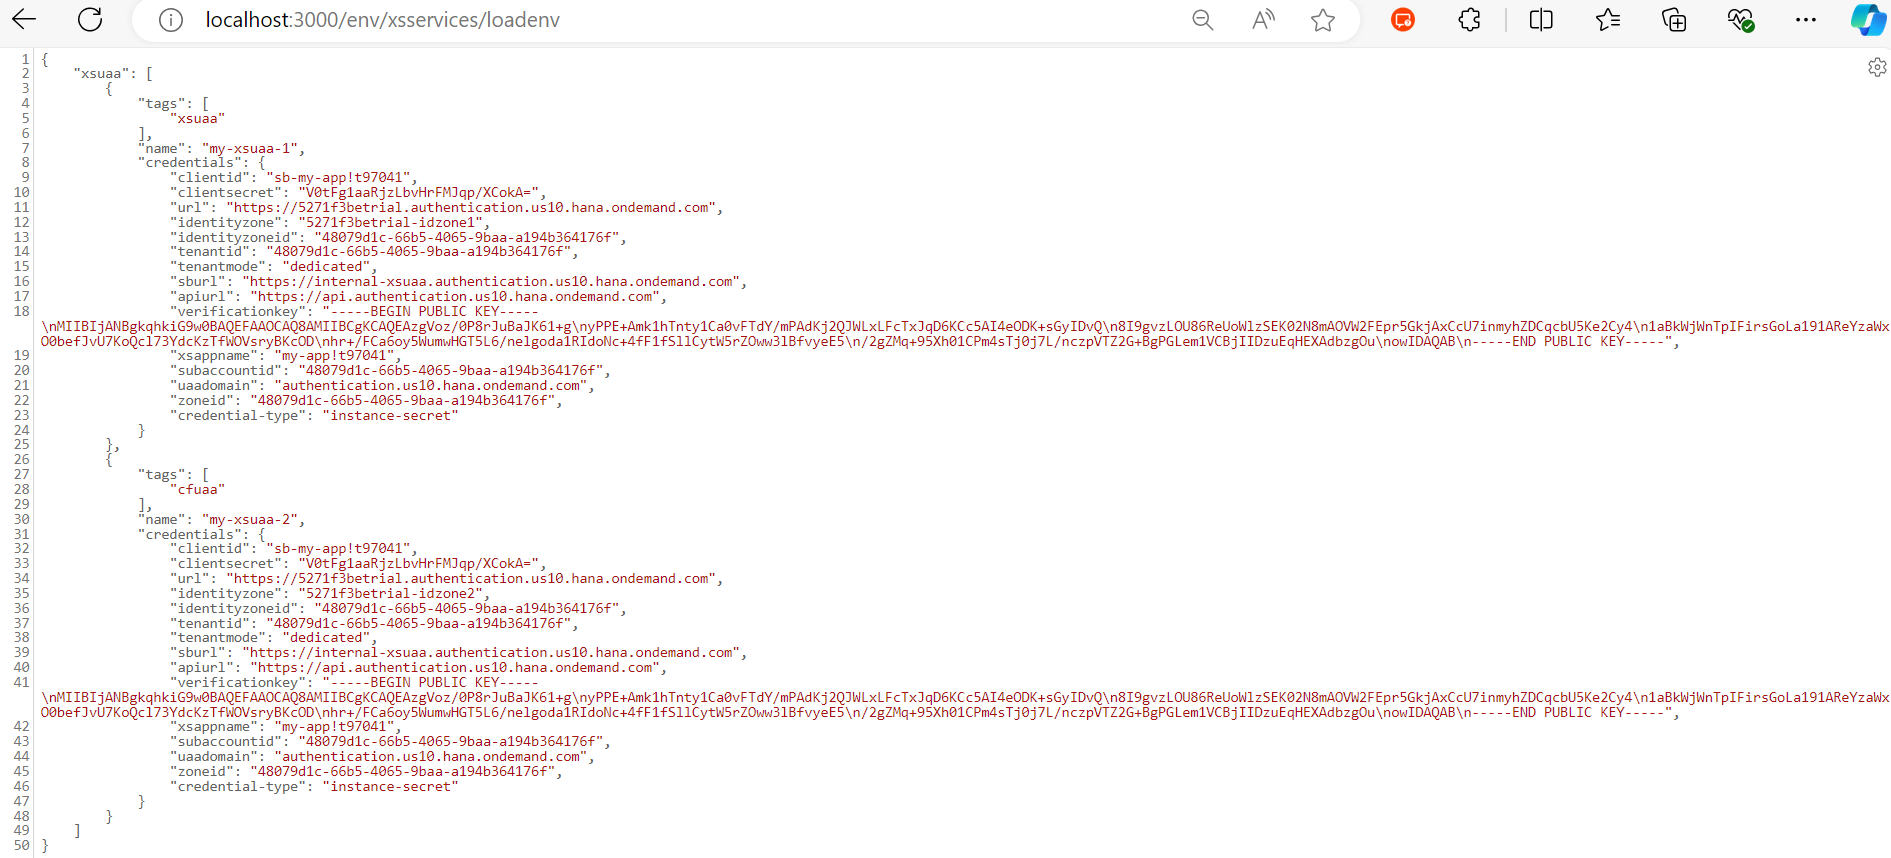 localhost:3000/env/xsservices/loadenv
1 {
2 "xsuaa": [
3 {
4 "tags": [
5 "xsuaa"
6 ],
7 "name": "my-xsuaa-1",
8 "credentials": {
9 "clientid": "sb-my-app!t97041",
10 "clientsecret": "V0tFg1aaRjzLbvHrFMJqp/XCokA=",
11 "url": "https://5271f3betrial.authentication.us10.hana.ondemand.com",
12 "identityzone": "5271f3betrial-idzone1",
13 "identityzoneid": "48079d1c-66b5-4065-9baa-a194b364176f",
14 "tenantid": "48079d1c-66b5-4065-9baa-a194b364176f",
15 "tenantmode": "dedicated",
16 "sburl": "https://internal-xsuaa.authentication.us10.hana.ondemand.com",
17 "apiurl": "https://api.authentication.us10.hana.ondemand.com",
18 "verificationkey": "-----BEGIN PUBLIC KEY-----
\nMIIBIjANBgkqhkiG9w0BAQEFAAOCAQ8AMIIBCgKCAQEAzgVoz/0P8rJuBaJK61+g\nyPPE+Amk1hTnty1Ca0vFTdY/mPAdKj2QJWLxLFcTxJqD6KCc5AI4eODK+sGyIDvQ\n8I9gvzLOU86ReUoWlzSEK02N8mAOVW2FEpr5GkjAxCcU7inmyhZDCqcbU5Ke2Cy4\n1aBkWjWnTpIFirsGoLa191AReYzaWx
O0befJvU7KoQcl73YdcKzTfWOVsryBKcOD\nhr+/FCa6oy5WumwHGT5L6/nelgoda1RIdoNc+4fF1fSllCytW5rZOww3lBfvyeE5\n/2gZMq+95Xh01CPm4sTj0j7L/nczpVTZ2G+BgPGLem1VCBjIIDzuEqHEXAdbzgOu\nowIDAQAB\n-----END PUBLIC KEY-----",
19 "xsappname": "my-app!t97041",
20 "subaccountid": "48079d1c-66b5-4065-9baa-a194b364176f",
21 "uaadomain": "authentication.us10.hana.ondemand.com",
22 "zoneid": "48079d1c-66b5-4065-9baa-a194b364176f",
23 "credential-type": "instance-secret"
24 }
25 },
26 {
27 "tags": [
28 "cfuaa"
29 ],
30 "name": "my-xsuaa-2",
31 "credentials": {
32 "clientid": "sb-my-app!t97041",
33 "clientsecret": "V0tFg1aaRjzLbvHrFMJqp/XCokA=",
34 "url": "https://5271f3betrial.authentication.us10.hana.ondemand.com",
35 "identityzone": "5271f3betrial-idzone2",
36 "identityzoneid": "48079d1c-66b5-4065-9baa-a194b364176f",
37 "tenantid": "48079d1c-66b5-4065-9baa-a194b364176f",
38 "tenantmode": "dedicated",
39 "sburl": "https://internal-xsuaa.authentication.us10.hana.ondemand.com",
40 "apiurl": "https://api.authentication.us10.hana.ondemand.com",
41 "verificationkey": "-----BEGIN PUBLIC KEY-----
\nMIIBIjANBgkqhkiG9w0BAQEFAAOCAQ8AMIIBCgKCAQEAzgVoz/0P8rJuBaJK61+g\nyPPE+Amk1hTnty1Ca0vFTdY/mPAdKj2QJWLxLFcTxJqD6KCc5AI4eODK+sGyIDvQ\n8I9gvzLOU86ReUoWlzSEK02N8mAOVW2FEpr5GkjAxCcU7inmyhZDCqcbU5Ke2Cy4\n1aBkWjWnTpIFirsGoLa191AReYzaWx
O0befJvU7KoQcl73YdcKzTfWOVsryBKcOD\nhr+/FCa6oy5WumwHGT5L6/nelgoda1RIdoNc+4fF1fSllCytW5rZOww3lBfvyeE5\n/2gZMq+95Xh01CPm4sTj0j7L/nczpVTZ2G+BgPGLem1VCBjIIDzuEqHEXAdbzgOu\nowIDAQAB\n-----END PUBLIC KEY-----",
42 "xsappname": "my-app!t97041",
43 "subaccountid": "48079d1c-66b5-4065-9baa-a194b364176f",
44 "uaadomain": "authentication.us10.hana.ondemand.com",
45 "zoneid": "48079d1c-66b5-4065-9baa-a194b364176f",
46 "credential-type": "instance-secret"
47 }
48 }
49 ]
50 }